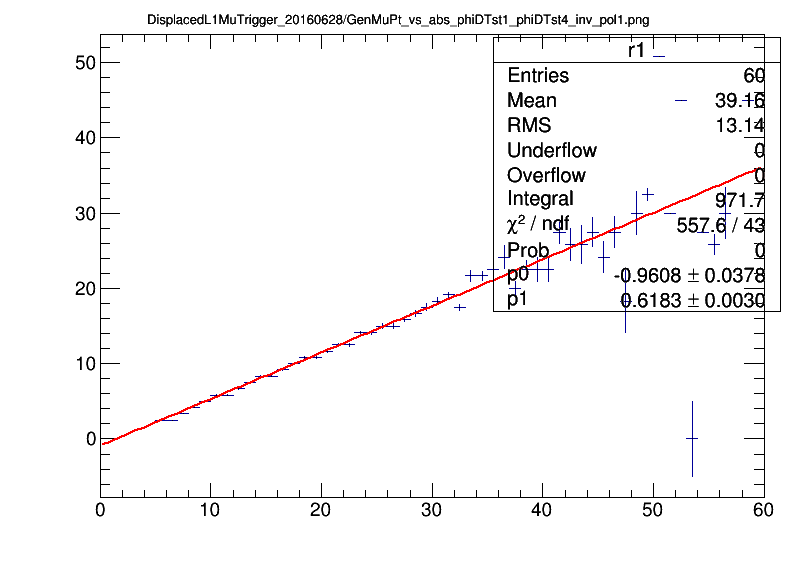 DisplacedL1MuTrigger_20160628/GenMuPt_vs_abs_phiDTst1_phiDTst4_inv_pol1.png
r1
Entries 60
Mean 39.16
RMS 13.14
Underflow 0
Overflow 0
Integral 971.7
χ² / ndf 557.6 / 43
Prob 0
p0 -0.9608 ± 0.0378
p1 0.6183 ± 0.0030
50
40
30
20
10
0
0 10 20 30 40 50 60